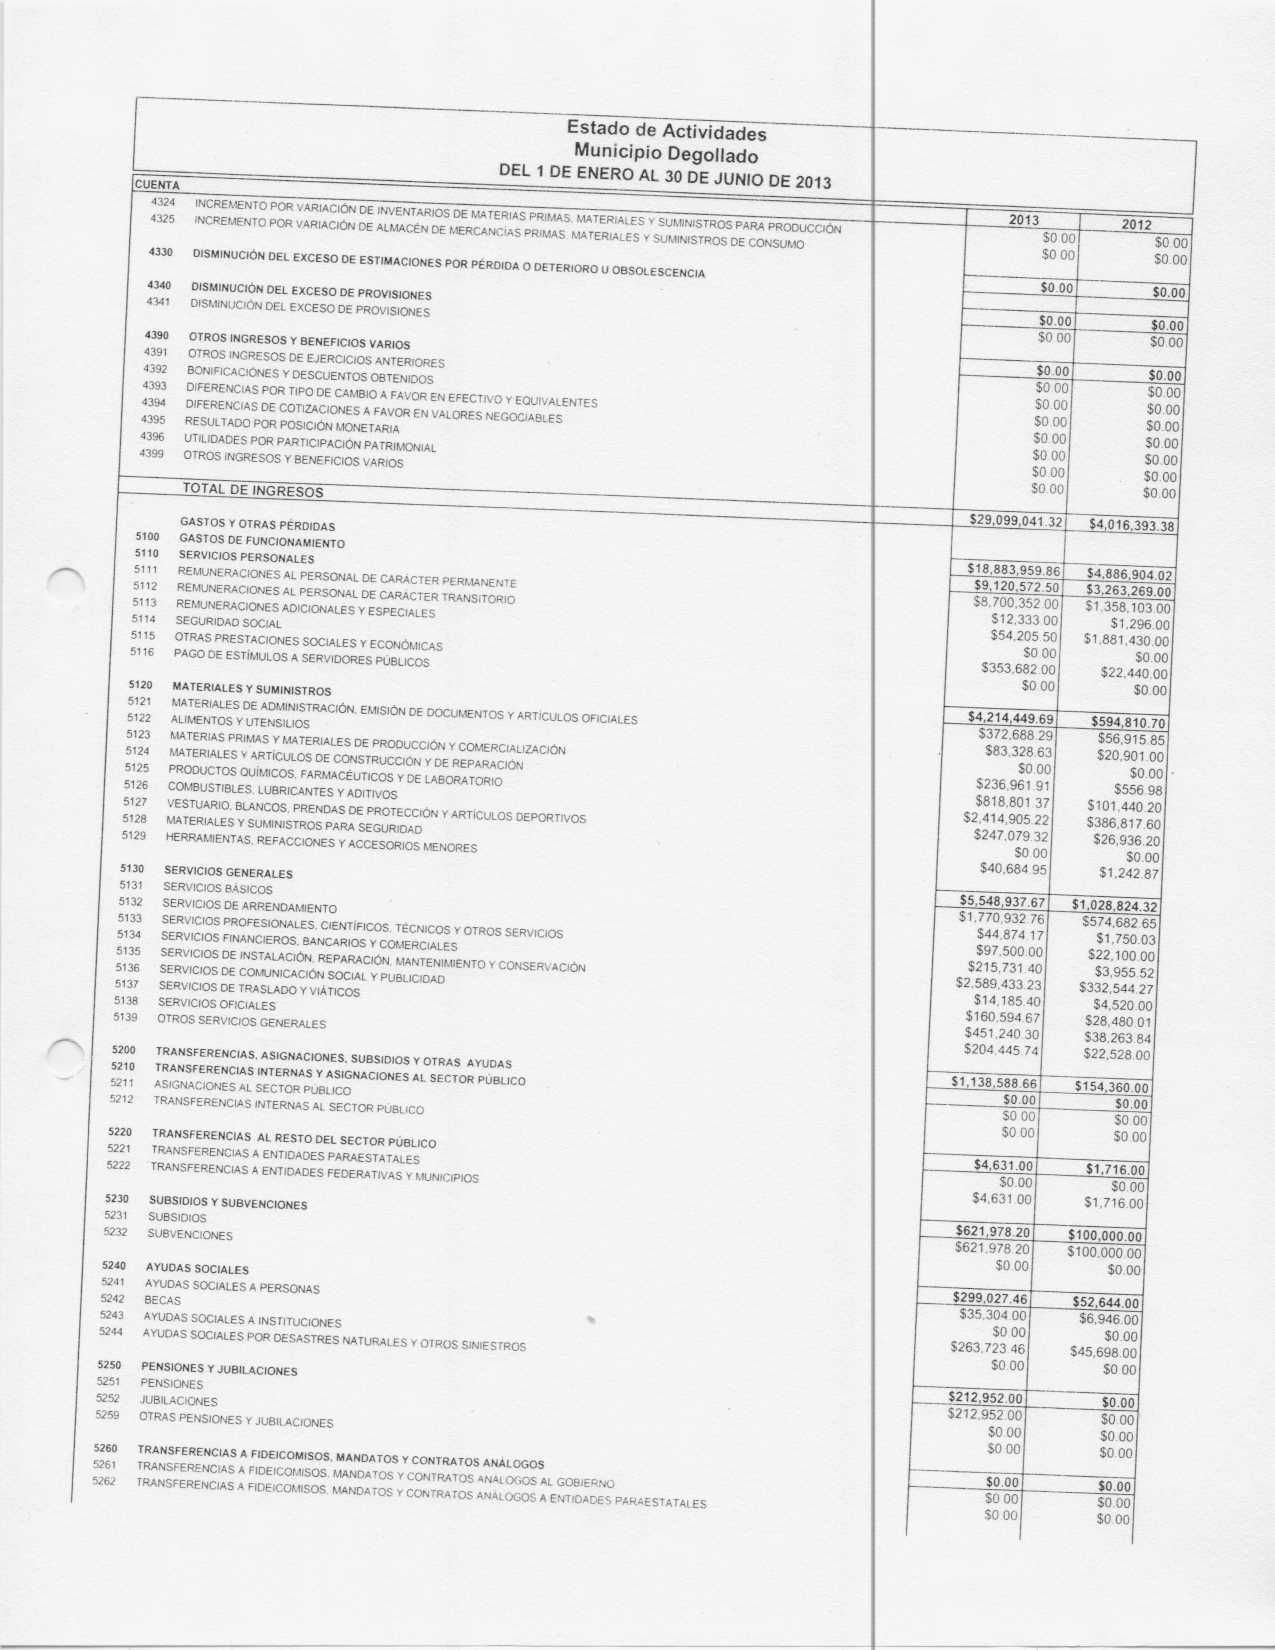 Estado de Actividades
Municipio Degollado
DEL 1 DE ENERO AL 30 DE JUNIO DE 2013
CUENTA 2013 2012
4324 INCREMENTO POR VARIACIÓN DE INVENTARIOS DE MATERIAS PRIMAS. MATERIALES Y SUMINISTROS PARA PRODUCCIÓN $0.00 $0.00
4325 INCREMENTO POR VARIACIÓN DE ALMACÉN DE MERCANCÍAS PRIMAS. MATERIALES Y SUMINISTROS DE CONSUMO $0.00 $0.00
4330 DISMINUCIÓN DEL EXCESO DE ESTIMACIONES POR PÉRDIDA O DETERIORO U OBSOLESCENCIA $0.00 $0.00
4340 DISMINUCIÓN DEL EXCESO DE PROVISIONES $0.00 $0.00
4341 DISMINUCIÓN DEL EXCESO DE PROVISIONES $0.00 $0.00
4390 OTROS INGRESOS Y BENEFICIOS VARIOS $0.00 $0.00
4391 OTROS INGRESOS DE EJERCICIOS ANTERIORES $0.00 $0.00
4392 BONIFICACIÓNES Y DESCUENTOS OBTENIDOS $0.00 $0.00
4393 DIFERENCIAS POR TIPO DE CAMBIO A FAVOR EN EFECTIVO Y EQUIVALENTES $0.00 $0.00
4394 DIFERENCIAS DE COTIZACIONES A FAVOR EN VALORES NEGOCIABLES $0.00 $0.00
4395 RESULTADO POR POSICIÓN MONETARIA $0.00 $0.00
4396 UTILIDADES POR PARTICIPACIÓN PATRIMONIAL $0.00 $0.00
4399 OTROS INGRESOS Y BENEFICIOS VARIOS $0.00 $0.00
TOTAL DE INGRESOS $29,099,041.32 $4,016,393.38
GASTOS Y OTRAS PÉRDIDAS
5100 GASTOS DE FUNCIONAMIENTO $18,883,959.86 $4,886,904.02
5110 SERVICIOS PERSONALES $9,120,572.50 $3,263,269.00
5111 REMUNERACIONES AL PERSONAL DE CARÁCTER PERMANENTE $8,700,352.00 $1,358,103.00
5112 REMUNERACIONES AL PERSONAL DE CARÁCTER TRANSITORIO $12,333.00 $1,296.00
5113 REMUNERACIONES ADICIONALES Y ESPECIALES $54,205.50 $1,881,430.00
5114 SEGURIDAD SOCIAL $0.00 $0.00
5115 OTRAS PRESTACIONES SOCIALES Y ECONÓMICAS $353,682.00 $22,440.00
5116 PAGO DE ESTÍMULOS A SERVIDORES PÚBLICOS $0.00 $0.00
5120 MATERIALES Y SUMINISTROS $4,214,449.69 $594,810.70
5121 MATERIALES DE ADMINISTRACIÓN. EMISIÓN DE DOCUMENTOS Y ARTÍCULOS OFICIALES $372,688.29 $56,915.85
5122 ALIMENTOS Y UTENSILIOS $83,328.63 $20,901.00
5123 MATERIAS PRIMAS Y MATERIALES DE PRODUCCIÓN Y COMERCIALIZACIÓN $0.00 $0.00
5124 MATERIALES Y ARTÍCULOS DE CONSTRUCCIÓN Y DE REPARACIÓN $236,961.91 $556.98
5125 PRODUCTOS QUÍMICOS, FARMACÉUTICOS Y DE LABORATORIO $818,801.37 $101,440.20
5126 COMBUSTIBLES, LUBRICANTES Y ADITIVOS $2,414,905.22 $386,817.60
5127 VESTUARIO, BLANCOS, PRENDAS DE PROTECCIÓN Y ARTÍCULOS DEPORTIVOS $247,079.32 $26,936.20
5128 MATERIALES Y SUMINISTROS PARA SEGURIDAD $0.00 $0.00
5129 HERRAMIENTAS. REFACCIONES Y ACCESORIOS MENORES $40,684.95 $1,242.87
5130 SERVICIOS GENERALES $5,548,937.67 $1,028,824.32
5131 SERVICIOS BÁSICOS $1,770,932.76 $574,682.65
5132 SERVICIOS DE ARRENDAMIENTO $44,874.17 $1,750.03
5133 SERVICIOS PROFESIONALES, CIENTÍFICOS, TÉCNICOS Y OTROS SERVICIOS $97,500.00 $22,100.00
5134 SERVICIOS FINANCIEROS, BANCARIOS Y COMERCIALES $215,731.40 $3,955.52
5135 SERVICIOS DE INSTALACIÓN, REPARACIÓN, MANTENIMIENTO Y CONSERVACIÓN $2,589,433.23 $332,544.27
5136 SERVICIOS DE COMUNICACIÓN SOCIAL Y PUBLICIDAD $14,185.40 $4,520.00
5137 SERVICIOS DE TRASLADO Y VIÁTICOS $160,594.67 $28,480.01
5138 SERVICIOS OFICIALES $451,240.30 $38,263.84
5139 OTROS SERVICIOS GENERALES $204,445.74 $22,528.00
5200 TRANSFERENCIAS, ASIGNACIONES, SUBSIDIOS Y OTRAS AYUDAS $1,138,588.66 $154,360.00
5210 TRANSFERENCIAS INTERNAS Y ASIGNACIONES AL SECTOR PÚBLICO $0.00 $0.00
5211 ASIGNACIONES AL SECTOR PÚBLICO $0.00 $0.00
5212 TRANSFERENCIAS INTERNAS AL SECTOR PÚBLICO $0.00 $0.00
5220 TRANSFERENCIAS AL RESTO DEL SECTOR PÚBLICO $4,631.00 $1,716.00
5221 TRANSFERENCIAS A ENTIDADES PARAESTATALES $0.00 $0.00
5222 TRANSFERENCIAS A ENTIDADES FEDERATIVAS Y MUNICIPIOS $4,631.00 $1,716.00
5230 SUBSIDIOS Y SUBVENCIONES $621,978.20 $100,000.00
5231 SUBSIDIOS $621,978.20 $100,000.00
5232 SUBVENCIONES $0.00 $0.00
5240 AYUDAS SOCIALES $299,027.46 $52,644.00
5241 AYUDAS SOCIALES A PERSONAS $35,304.00 $6,946.00
5242 BECAS $0.00 $0.00
5243 AYUDAS SOCIALES A INSTITUCIONES $263,723.46 $45,698.00
5244 AYUDAS SOCIALES POR DESASTRES NATURALES Y OTROS SINIESTROS $0.00 $0.00
5250 PENSIONES Y JUBILACIONES $212,952.00 $0.00
5251 PENSIONES $212,952.00 $0.00
5252 JUBILACIONES $0.00 $0.00
5259 OTRAS PENSIONES Y JUBILACIONES $0.00 $0.00
5260 TRANSFERENCIAS A FIDEICOMISOS, MANDATOS Y CONTRATOS ANÁLOGOS $0.00 $0.00
5261 TRANSFERENCIAS A FIDEICOMISOS. MANDATOS Y CONTRATOS ANÁLOGOS AL GOBIERNO $0.00 $0.00
5262 TRANSFERENCIAS A FIDEICOMISOS. MANDATOS Y CONTRATOS ANÁLOGOS A ENTIDADES PARAESTATALES $0.00 $0.00